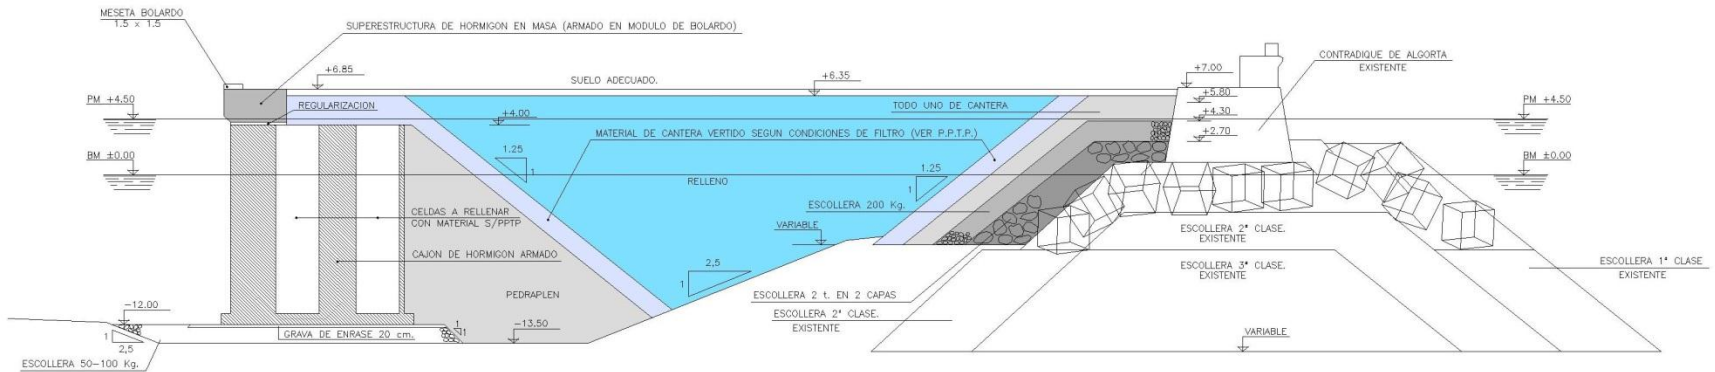 MESETA BOLARDO
1.5 x 1.5
SUPERESTRUCTURA DE HORMIGON EN MASA (ARMADO EN MODULO DE BOLARDO)
CONTRADIQUE DE ALGORTA
EXISTENTE
+6.85
SUELO ADECUADO.
+6.35
+7.00
PM +4.50
REGULARIZACION
+4.00
TODO UNO DE CANTERA
+5.80
+4.30
+2.70
PM +4.50
MATERIAL DE CANTERA VERTIDO SEGUN CONDICIONES DE FILTRO (VER P.P.T.P.)
BM ±0.00
1.25
1
RELLENO
1.25
1
BM ±0.00
CELDAS A RELLENAR
CON MATERIAL S/PPTP
ESCOLLERA 200 Kg.
VARIABLE
ESCOLLERA 2ª CLASE.
EXISTENTE
CAJON DE HORMIGON ARMADO
2,5
1
ESCOLLERA 3ª CLASE.
EXISTENTE
ESCOLLERA 1ª CLASE
EXISTENTE
PEDRAPLEN
ESCOLLERA 2 t. EN 2 CAPAS
ESCOLLERA 2ª CLASE.
EXISTENTE
-12.00
1
2,5
GRAVA DE ENRASE 20 cm.
1
1
-13,50
VARIABLE
ESCOLLERA 50-100 Kg.